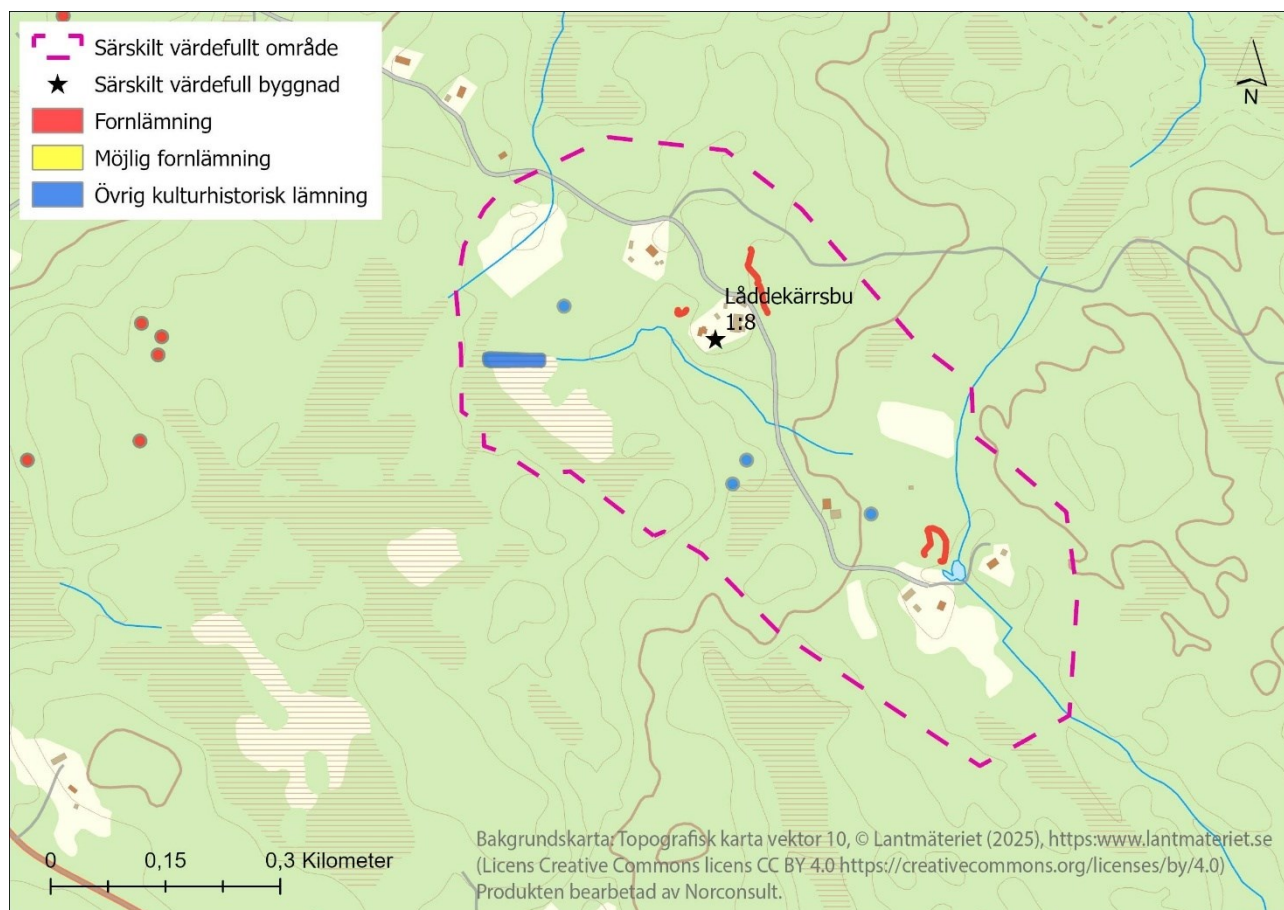 Särskilt värdefullt område
Särskilt värdefull byggnad
Fornlämning
Möjlig fornlämning
Övrig kulturhistorisk lämning
N
Låddekärrsbu
1:8
0 0,15 0,3 Kilometer
Bakgrundskarta: Topografisk karta vektor 10, © Lantmäteriet (2025), https:www.lantmateriet.se
(Licens Creative Commons licens CC BY 4.0 https://creativecommons.org/licenses/by/4.0)
Produkten bearbetad av Norconsult.